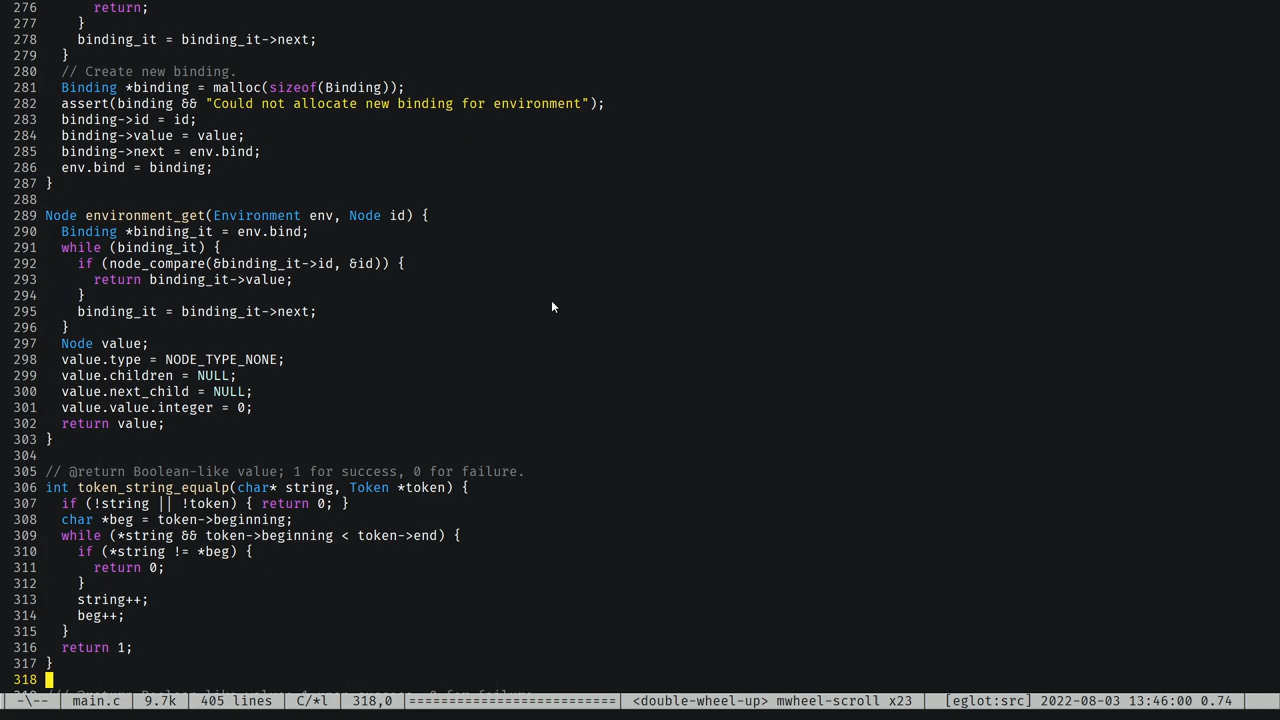 276       return;
277     }
278     binding_it = binding_it->next;
279   }
280   // Create new binding.
281   Binding *binding = malloc(sizeof(Binding));
282   assert(binding && "Could not allocate new binding for environment");
283   binding->id = id;
284   binding->value = value;
285   binding->next = env.bind;
286   env.bind = binding;
287 }
288
289 Node environment_get(Environment env, Node id) {
290   Binding *binding_it = env.bind;
291   while (binding_it) {
292     if (node_compare(&binding_it->id, &id)) {
293       return binding_it->value;
294     }
295     binding_it = binding_it->next;
296   }
297   Node value;
298   value.type = NODE_TYPE_NONE;
299   value.children = NULL;
300   value.next_child = NULL;
301   value.value.integer = 0;
302   return value;
303 }
304
305 // @return Boolean-like value; 1 for success, 0 for failure.
306 int token_string_equalp(char* string, Token *token) {
307   if (!string || !token) { return 0; }
308   char *beg = token->beginning;
309   while (*string && token->beginning < token->end) {
310     if (*string != *beg) {
311       return 0;
312     }
313     string++;
314     beg++;
315   }
316   return 1;
317 }
318
-\-- main.c 9.7k 405 lines C/*l 318,0 ========================== <double-wheel-up> mwheel-scroll x23 [eglot:src] 2022-08-03 13:46:00 0.74